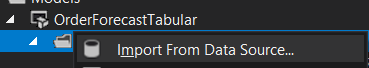 Models
OrderForecastTabular
Import From Data Source...